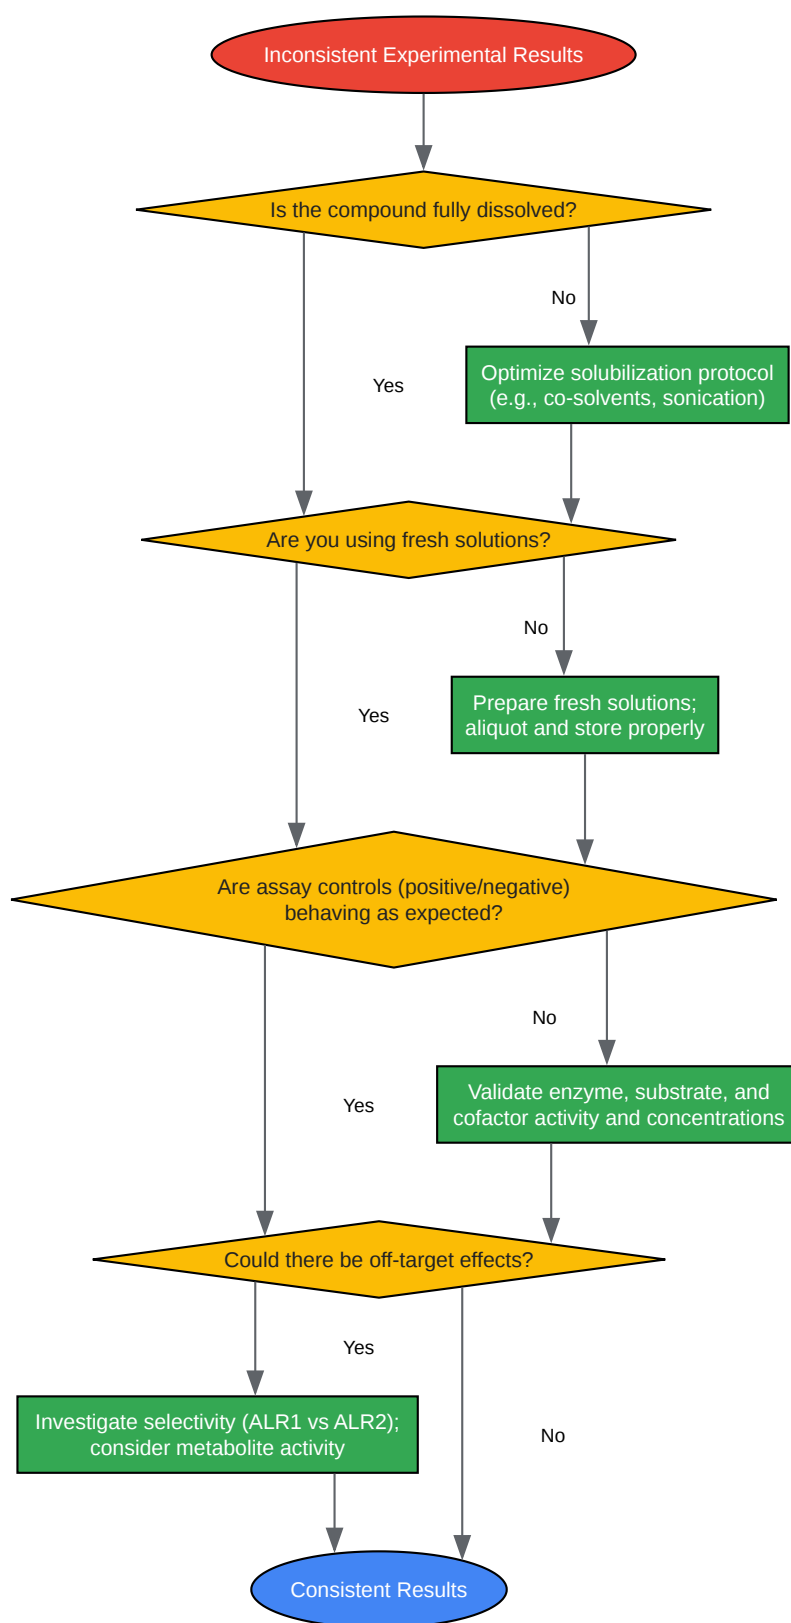 Inconsistent Experimental Results
Is the compound fully dissolved?
No
Optimize solubilization protocol
(e.g., co-solvents, sonication)
Yes
Are you using fresh solutions?
No
Prepare fresh solutions;
aliquot and store properly
Yes
Are assay controls (positive/negative)
behaving as expected?
No
Validate enzyme, substrate, and
cofactor activity and concentrations
Yes
Could there be off-target effects?
Yes
Investigate selectivity (ALR1 vs ALR2);
consider metabolite activity
No
Consistent Results